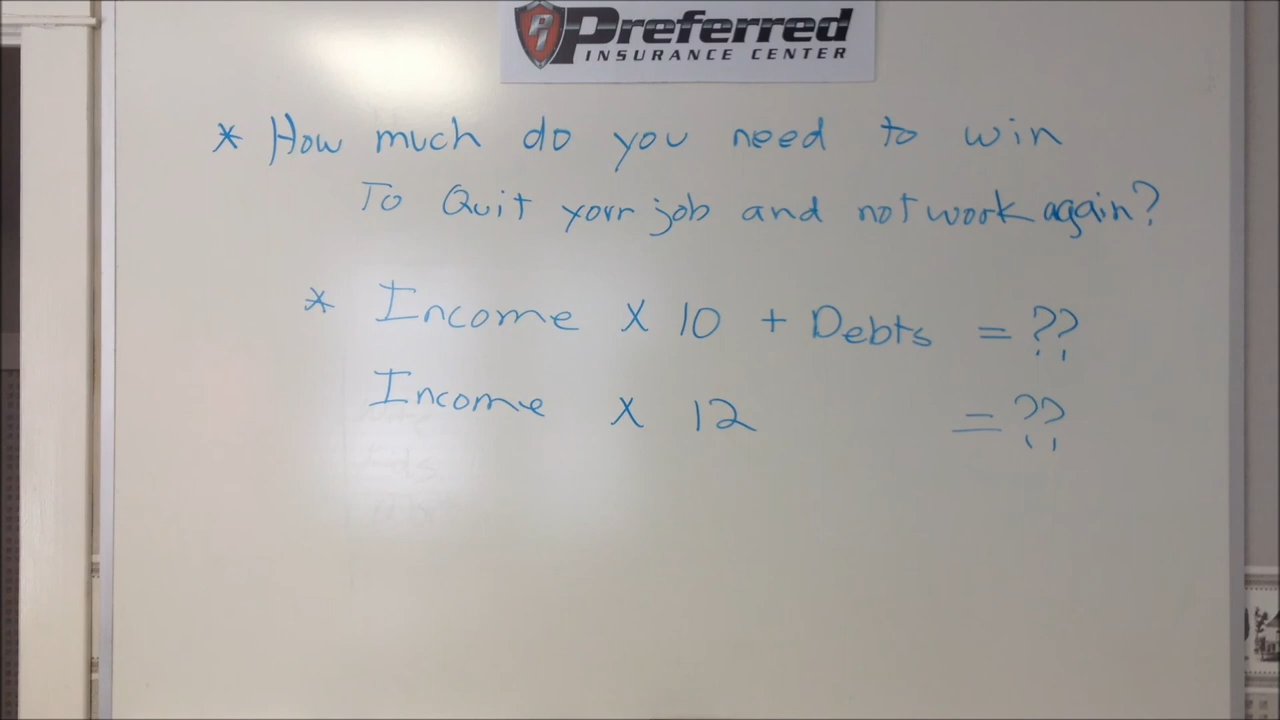 Preferred
INSURANCE CENTER
* How much do you need to win
To Quit your job and not work again?
* Income X 10 + Debts = ??
Income X 12 = ??